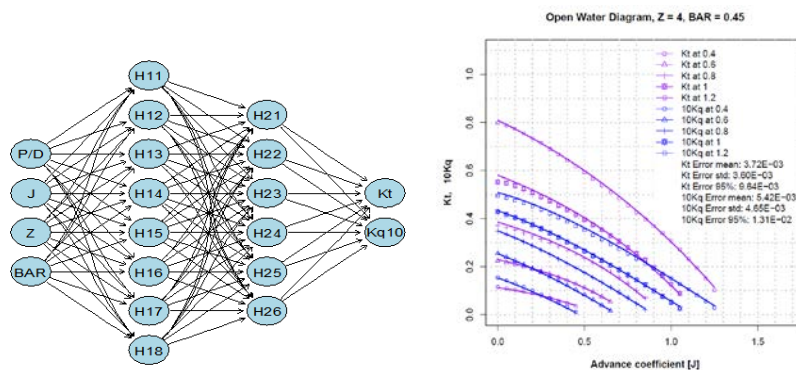 H11
H12
P/D
H13
J
H14
Z
H15
BAR
H16
H17
H18
H21
H22
H23
H24
H25
H26
Kt
Kq10
Open Water Diagram, Z = 4, BAR = 0.45
Kt, 10Kq
1.0
0.8
0.6
0.4
0.2
0.0
Kt at 0.4
Kt at 0.6
Kt at 0.8
Kt at 1
Kt at 1.2
10Kq at 0.4
10Kq at 0.6
10Kq at 0.8
10Kq at 1
10Kq at 1.2
Kt Error mean: 3.72E-03
Kt Error std: 3.60E-03
Kt Error 95%: 9.64E-03
10Kq Error mean: 5.42E-03
10Kq Error std: 4.65E-03
10Kq Error 95%: 1.31E-02
0.0 0.5 1.0 1.5
Advance coefficient [J]